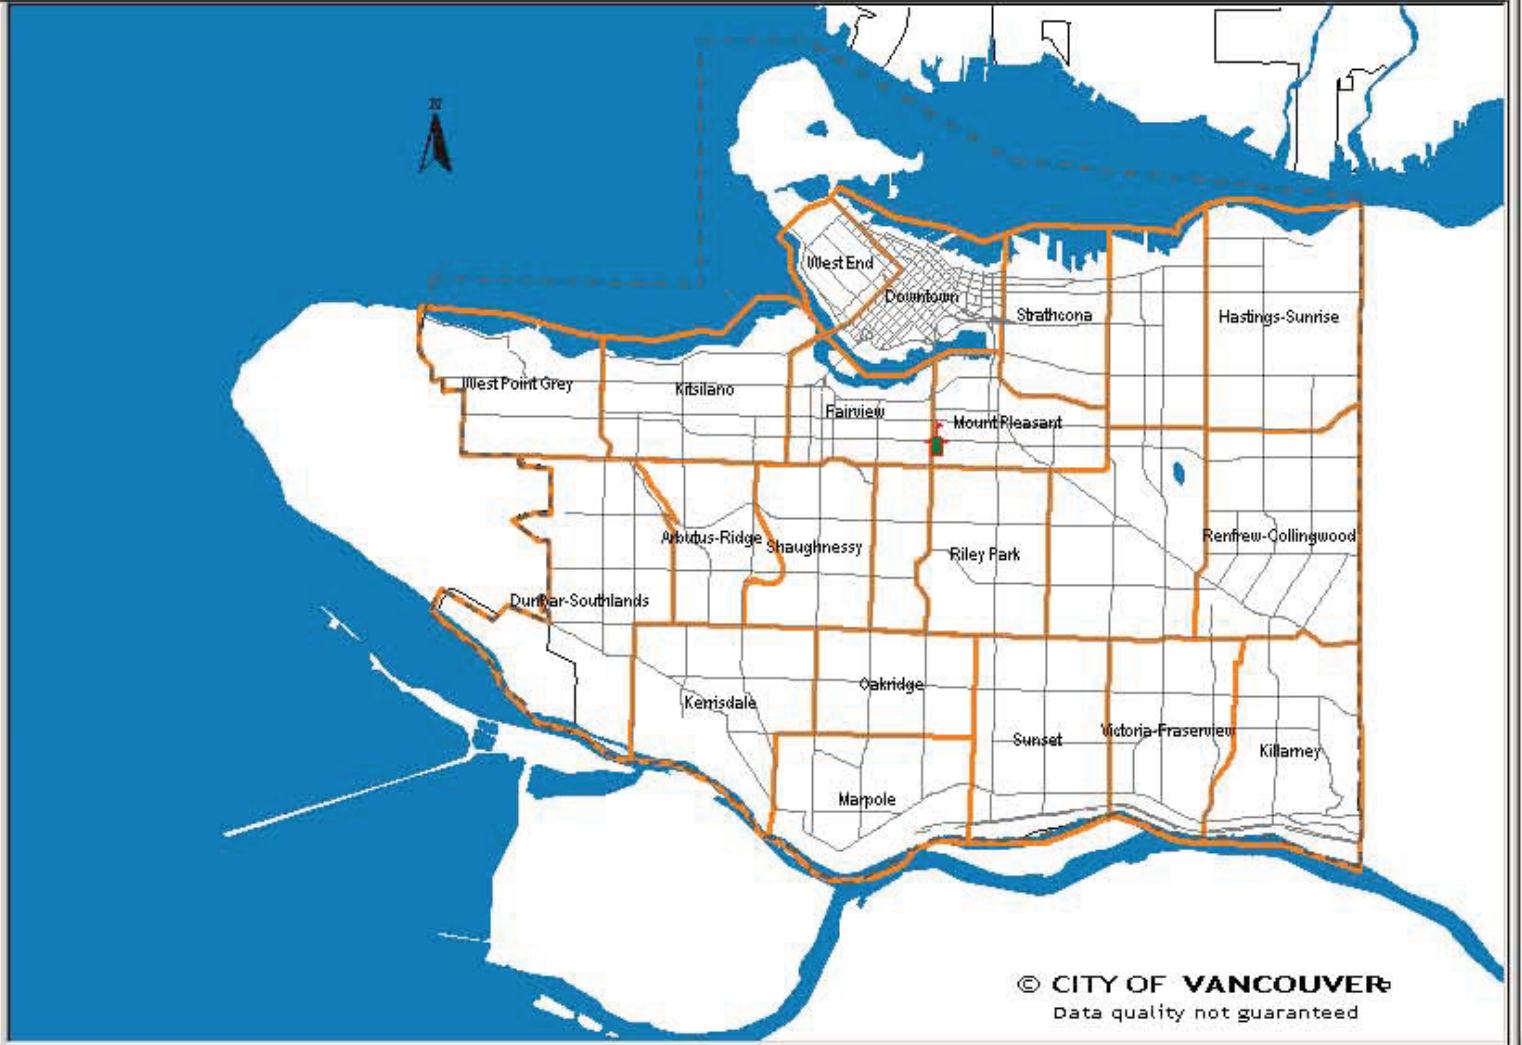 N
West End
Downtown
Strathcona
Hastings-Sunrise
West Point Grey
Kitsilano
Fairview
Mount Pleasant
Arbutus-Ridge
Shaughnessy
Riley Park
Renfrew-Collingwood
Dunbar-Southlands
Kerrisdale
Oakridge
Sunset
Victoria-Fraserview
Killarney
Marpole
© CITY OF VANCOUVER
Data quality not guaranteed